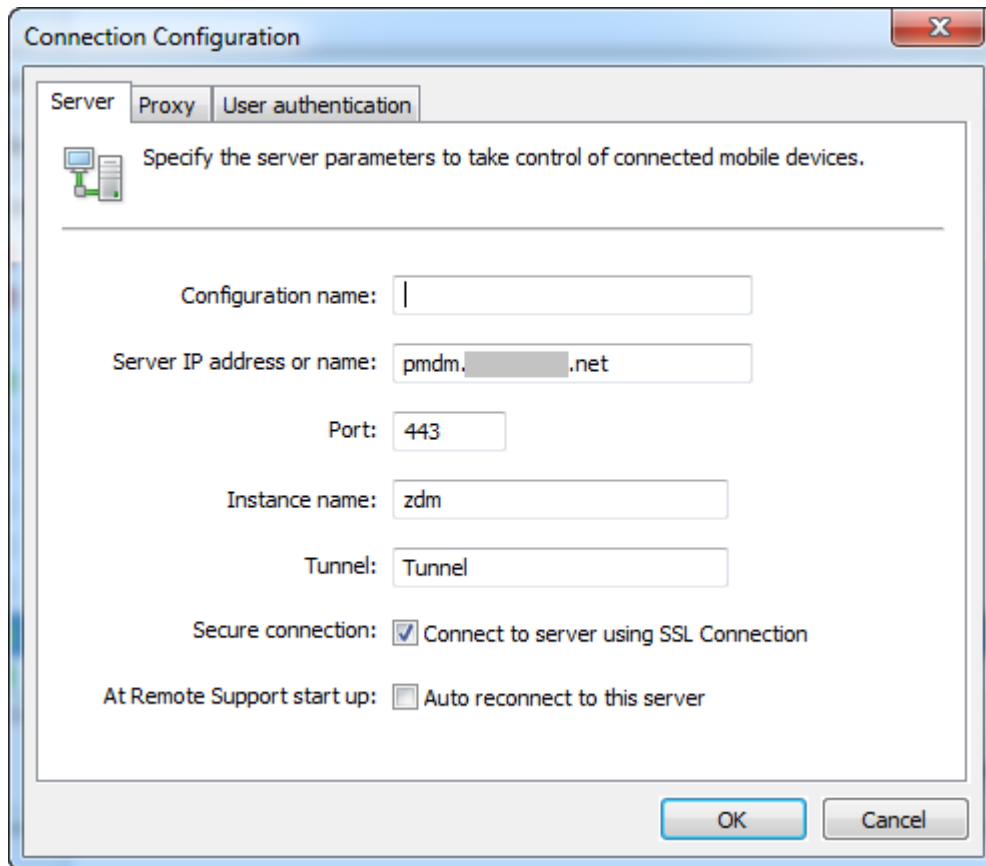 Connection Configuration
Server Proxy User authentication
Specify the server parameters to take control of connected mobile devices.
Configuration name:
Server IP address or name: pmdm. .net
Port: 443
Instance name: zdm
Tunnel: Tunnel
Secure connection: Connect to server using SSL Connection
At Remote Support start up: Auto reconnect to this server
OK Cancel